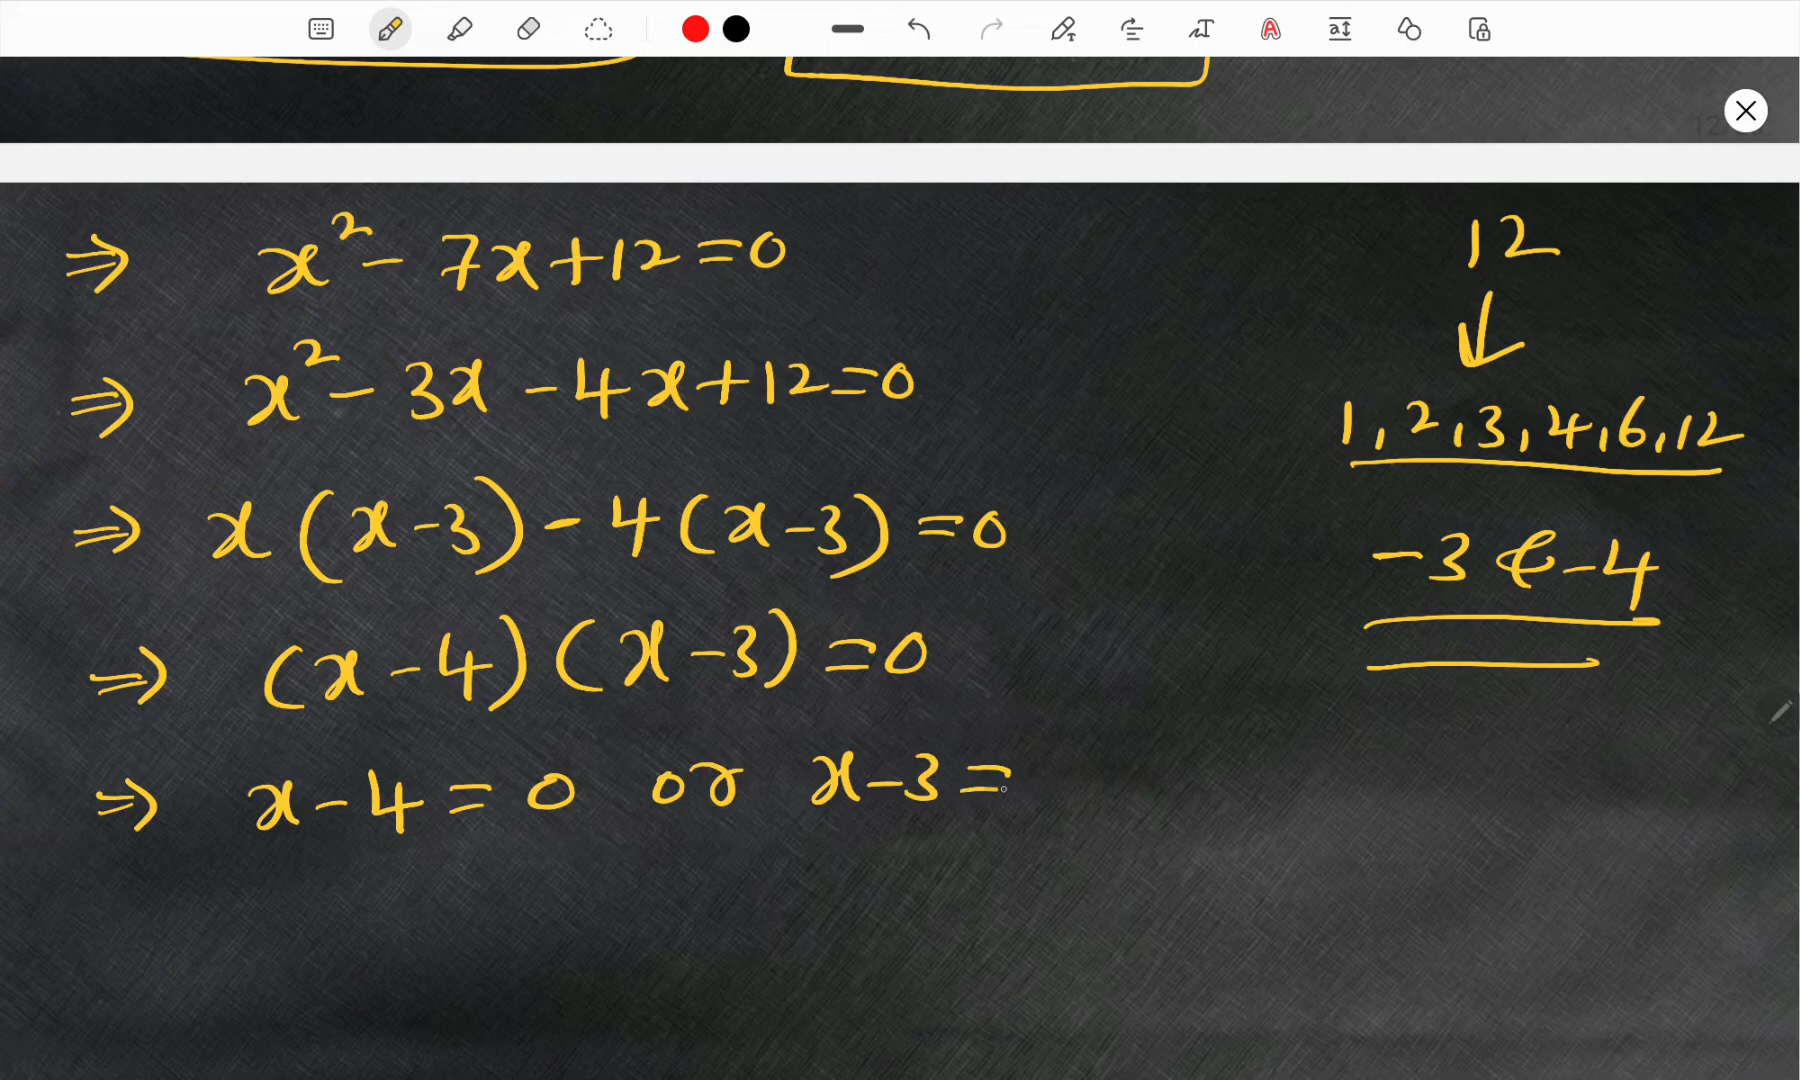 ⇒ x² - 7x + 12 = 0
⇒ x² - 3x - 4x + 12 = 0
⇒ x (x - 3) - 4 (x - 3) = 0
⇒ (x - 4) (x - 3) = 0
⇒ x - 4 = 0 or x - 3 =
12
↓
1, 2, 3, 4, 6, 12
-3 & -4